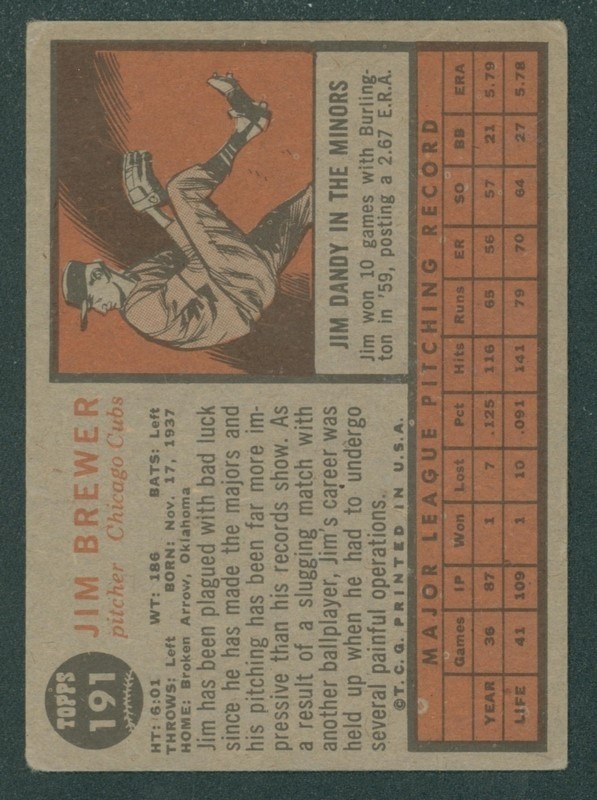 TOPPS
191
JIM BREWER
pitcher Chicago Cubs
HT: 6:01 WT: 186 BATS: Left
THROWS: Left BORN: Nov. 17, 1937
HOME: Broken Arrow, Oklahoma
Jim has been plagued with bad luck
since he has made the majors and
his pitching has been far more im-
pressive than his records show. As
a result of a slugging match with
another ballplayer, Jim's career was
held up when he had to undergo
several painful operations.
©T.C.G. PRINTED IN U.S.A.
JIM DANDY IN THE MINORS
Jim won 10 games with Burling-
ton in '59, posting a 2.67 E.R.A.
MAJOR LEAGUE PITCHING RECORD
Games IP Won Lost Pct Hits Runs ER SO BB ERA
YEAR 36 87 1 7 .125 116 65 56 57 21 5.79
LIFE 41 109 1 10 .091 141 79 70 64 27 5.78